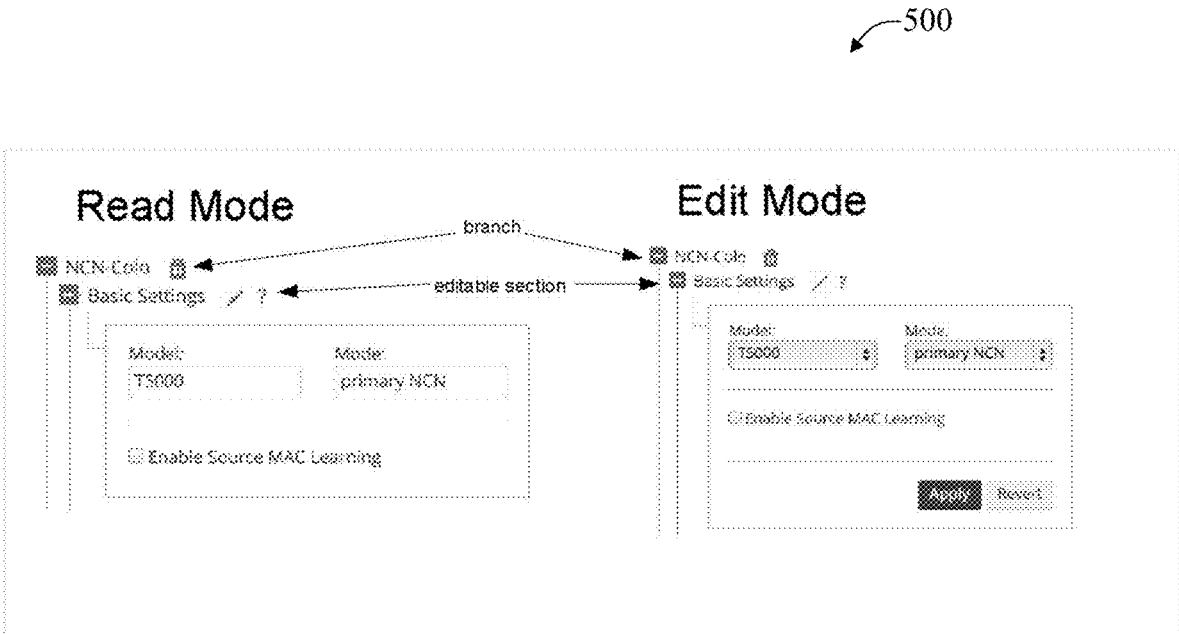 500
Read Mode
Edit Mode
branch
NCN-Colo
NCN-Colo
Basic Settings ?
editable section
Basic Settings ?
Model:
Mode:
T5000
primary NCN
Enable Source MAC Learning
Model:
Mode:
T5000
primary NCN
Enable Source MAC Learning
Apply
Revert